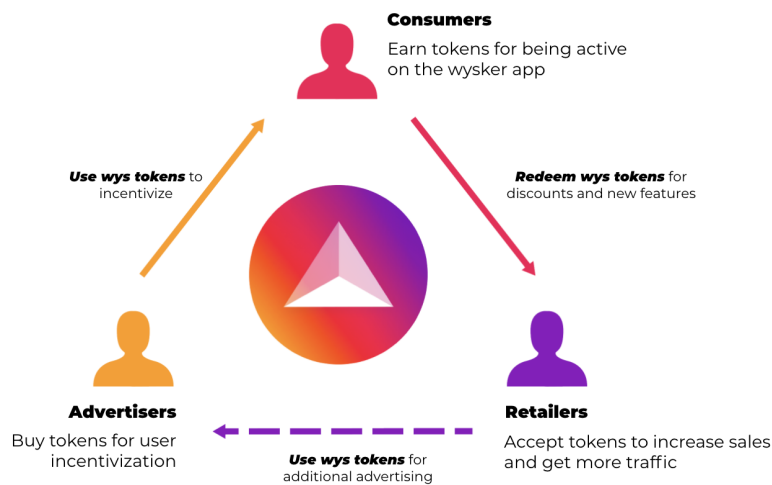 Consumers
Earn tokens for being active
on the wysker app
Use wys tokens to
incentivize
Redeem wys tokens for
discounts and new features
Advertisers
Buy tokens for user
incentivization
Use wys tokens for
additional advertising
Retailers
Accept tokens to increase sales
and get more traffic